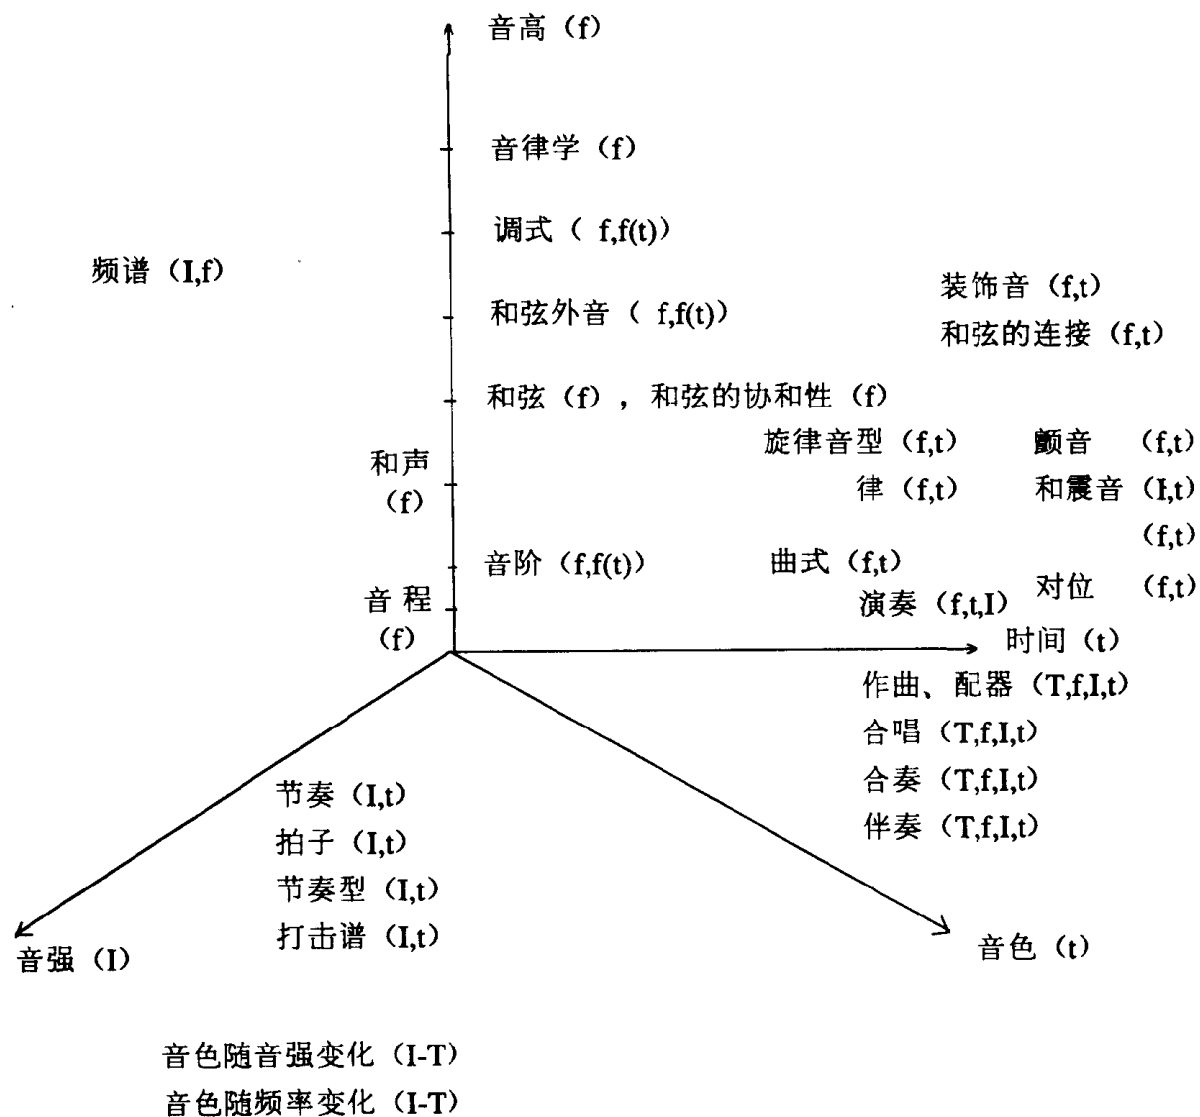 音高（f）
音律学（f）
调式（ f,f(t)）
频谱（I,f）
装饰音（f,t）
和弦外音（ f,f(t)）
和弦的连接（f,t）
和弦（f），和弦的协和性（f）
旋律音型（f,t） 颤音 （f,t）
和声
（f）
律（f,t） 和震音（I,t）
（f,t）
音阶（f,f(t)） 曲式（f,t）
音 程
（f）
演奏（f,t,I） 对位 （f,t）
时间（t）
作曲、配器（T,f,I,t）
合唱（T,f,I,t）
合奏（T,f,I,t）
伴奏（T,f,I,t）
节奏（I,t）
拍子（I,t）
节奏型（I,t）
打击谱（I,t）
音强（I）
音色（t）
音色随音强变化（I-T）
音色随频率变化（I-T）